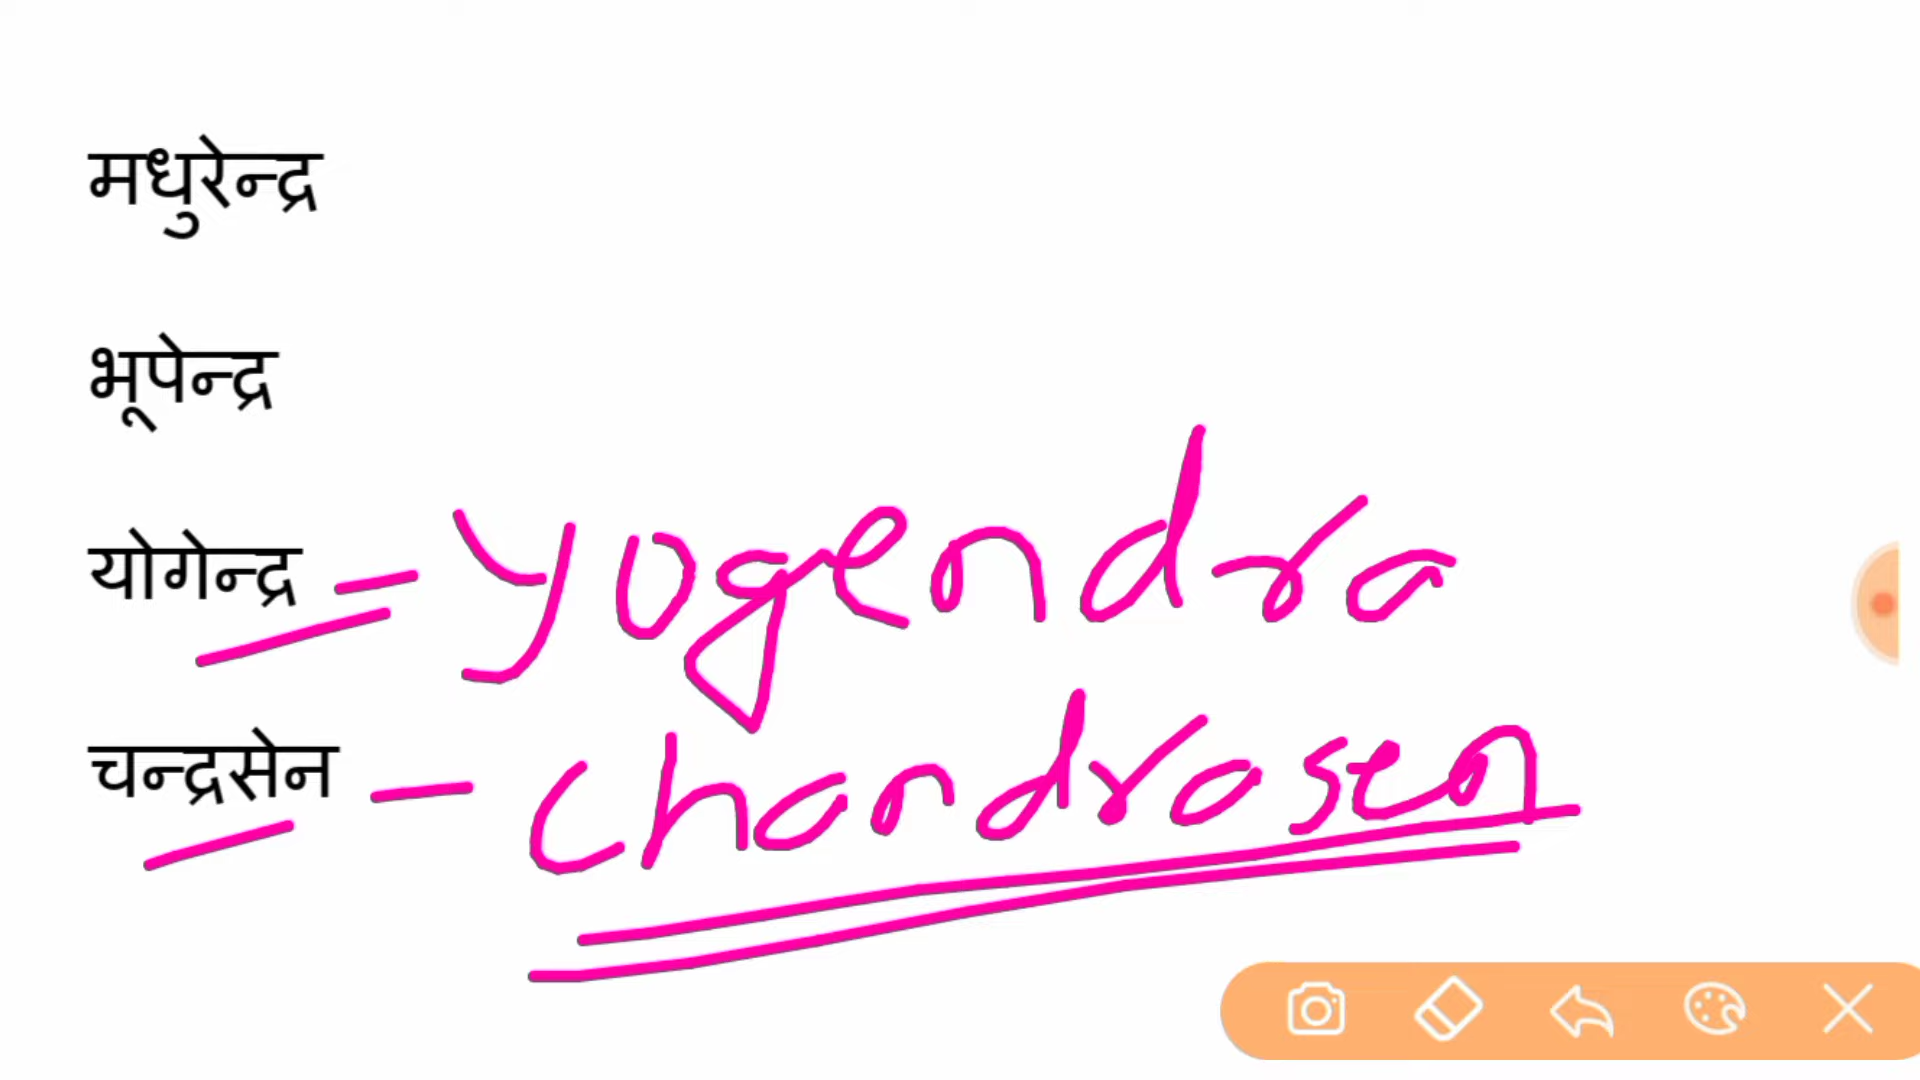 मधुरेन्द्र
भूपेन्द्र
योगेन्द्र - Yogendra
चन्द्रसेन - Chandrasen